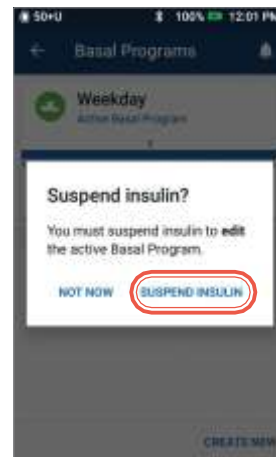 50+U 100% 12:01 PM
Basal Programs
Weekday
Active Basal Program
Suspend insulin?
You must suspend insulin to edit
the active Basal Program.
NOT NOW SUSPEND INSULIN
CREATE NEW